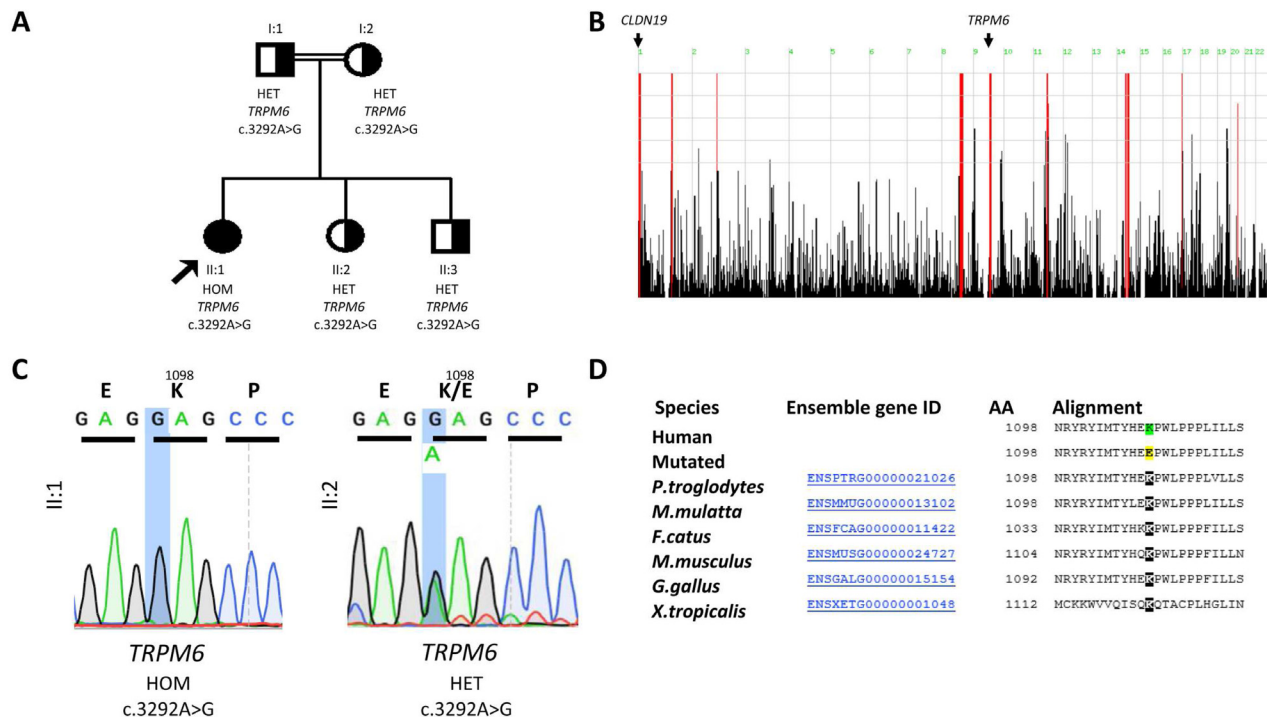 A
I:1
I:2
HET
TRPM6
c.3292A>G
HET
TRPM6
c.3292A>G
II:1
HOM
TRPM6
c.3292A>G
II:2
HET
TRPM6
c.3292A>G
II:3
HET
TRPM6
c.3292A>G
B
CLDN19
TRPM6
1 2 3 4 5 6 7 8 9 10 11 12 13 14 15 16 17 18 19 20 21 22
C
1098
E K P
G A G G A G C C C
II:1
TRPM6
HOM
c.3292A>G
1098
E K/E P
G A G G A G C C C
A
II:2
TRPM6
HET
c.3292A>G
D
Species Ensemble gene ID AA Alignment
Human 1098 NRYRYIMTYHEKPWLPPPLILLS
Mutated 1098 NRYRYIMTYHEEPWLPPPLILLS
P.troglodytes ENSPTRG00000021026 1098 NRYRYIMTYHEKPWLPPPLVLLS
M.mulatta ENSMMUG00000013102 1098 NRYRYIMTYLEKPWLPPPLILLS
F.catus ENSFCAG00000011422 1033 NRYRYIMTYHKKPWLPPPLILLS
M.musculus ENSMUSG00000024727 1104 NRYRYIMTYHQKPWLPPPFILLN
G.gallus ENSGALG00000015154 1092 NRYRYIMTYHEKPWLPPPFILLS
X.tropicalis ENSXETG00000001048 1112 MCKKWVVQISQKQTACPLHGLIN